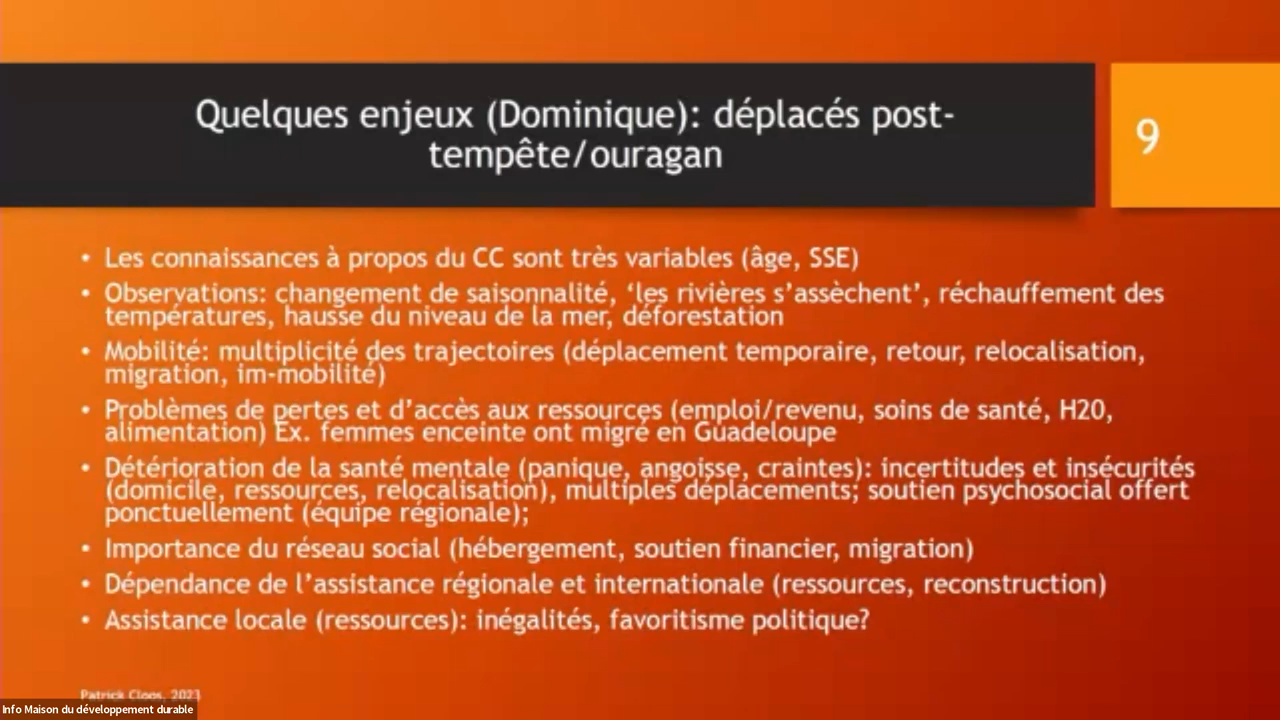 Quelques enjeux (Dominique): déplacés post-
tempête/ouragan
9
• Les connaissances à propos du CC sont très variables (âge, SSE)
• Observations: changement de saisonnalité, ‘les rivières s’assèchent’, réchauffement des
températures, hausse du niveau de la mer, déforestation
• Mobilité: multiplicité des trajectoires (déplacement temporaire, retour, relocalisation,
migration, im-mobilité)
• Problèmes de pertes et d’accès aux ressources (emploi/revenu, soins de santé, H20,
alimentation) Ex. femmes enceinte ont migré en Guadeloupe
• Détérioration de la santé mentale (panique, angoisse, craintes): incertitudes et insécurités
(domicile, ressources, relocalisation), multiples déplacements; soutien psychosocial offert
ponctuellement (équipe régionale);
• Importance du réseau social (hébergement, soutien financier, migration)
• Dépendance de l’assistance régionale et internationale (ressources, reconstruction)
• Assistance locale (ressources): inégalités, favoritisme politique?
Patrick Cloos, 2023
Info Maison du développement durable